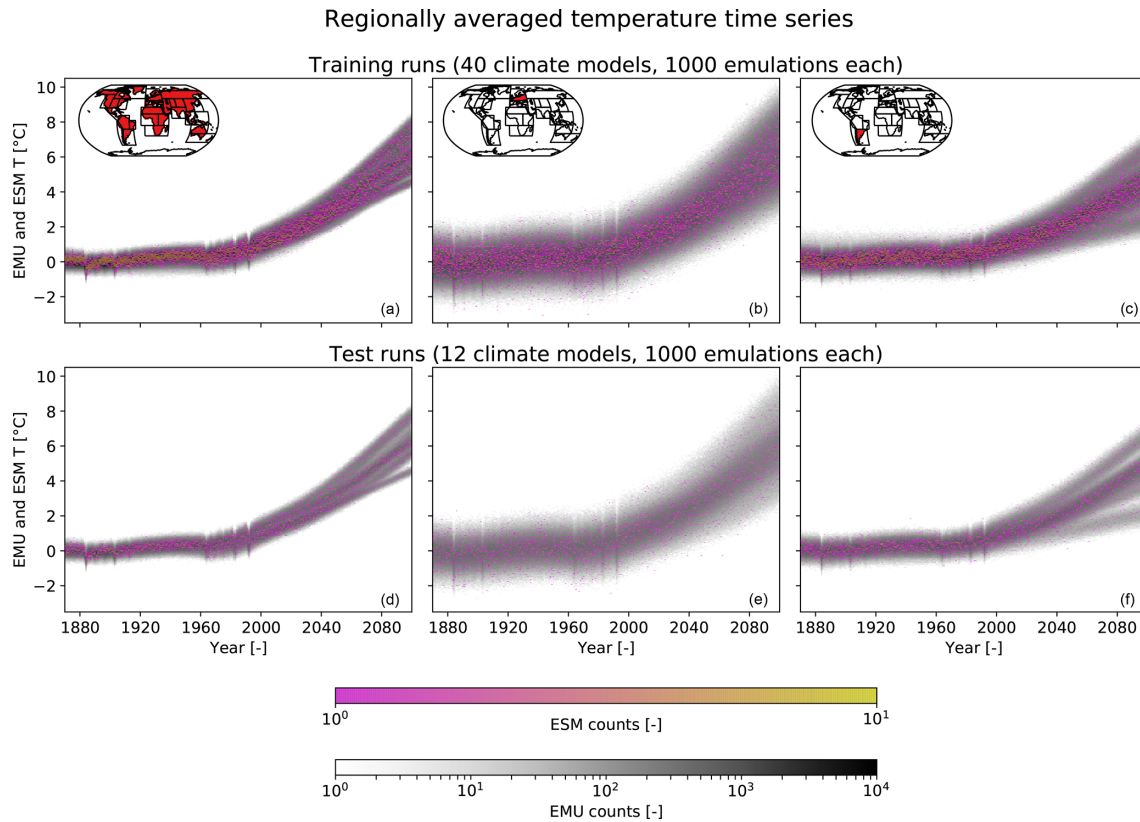 Regionally averaged temperature time series
Training runs (40 climate models, 1000 emulations each)
EMU and ESM T [°C]
10
8
6
4
2
0
−2
(a)
(b)
(c)
Test runs (12 climate models, 1000 emulations each)
EMU and ESM T [°C]
10
8
6
4
2
0
−2
(d)
(e)
(f)
1880 1920 1960 2000 2040 2080
1880 1920 1960 2000 2040 2080
1880 1920 1960 2000 2040 2080
Year [-]
Year [-]
Year [-]
10⁰ 10¹
ESM counts [-]
10⁰ 10¹ 10² 10³ 10⁴
EMU counts [-]